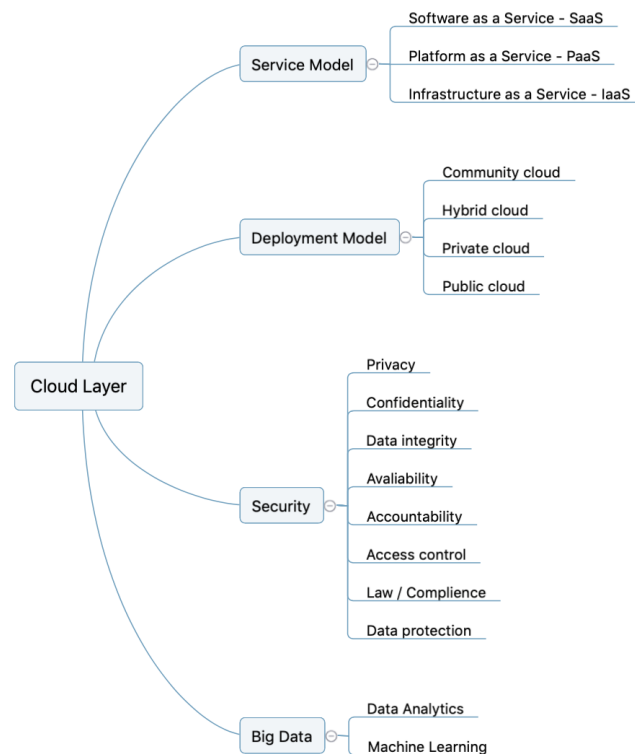 Cloud Layer
Service Model
Software as a Service - SaaS
Platform as a Service - PaaS
Infrastructure as a Service - IaaS
Deployment Model
Community cloud
Hybrid cloud
Private cloud
Public cloud
Security
Privacy
Confidentiality
Data integrity
Avaliability
Accountability
Access control
Law / Complience
Data protection
Big Data
Data Analytics
Machine Learning